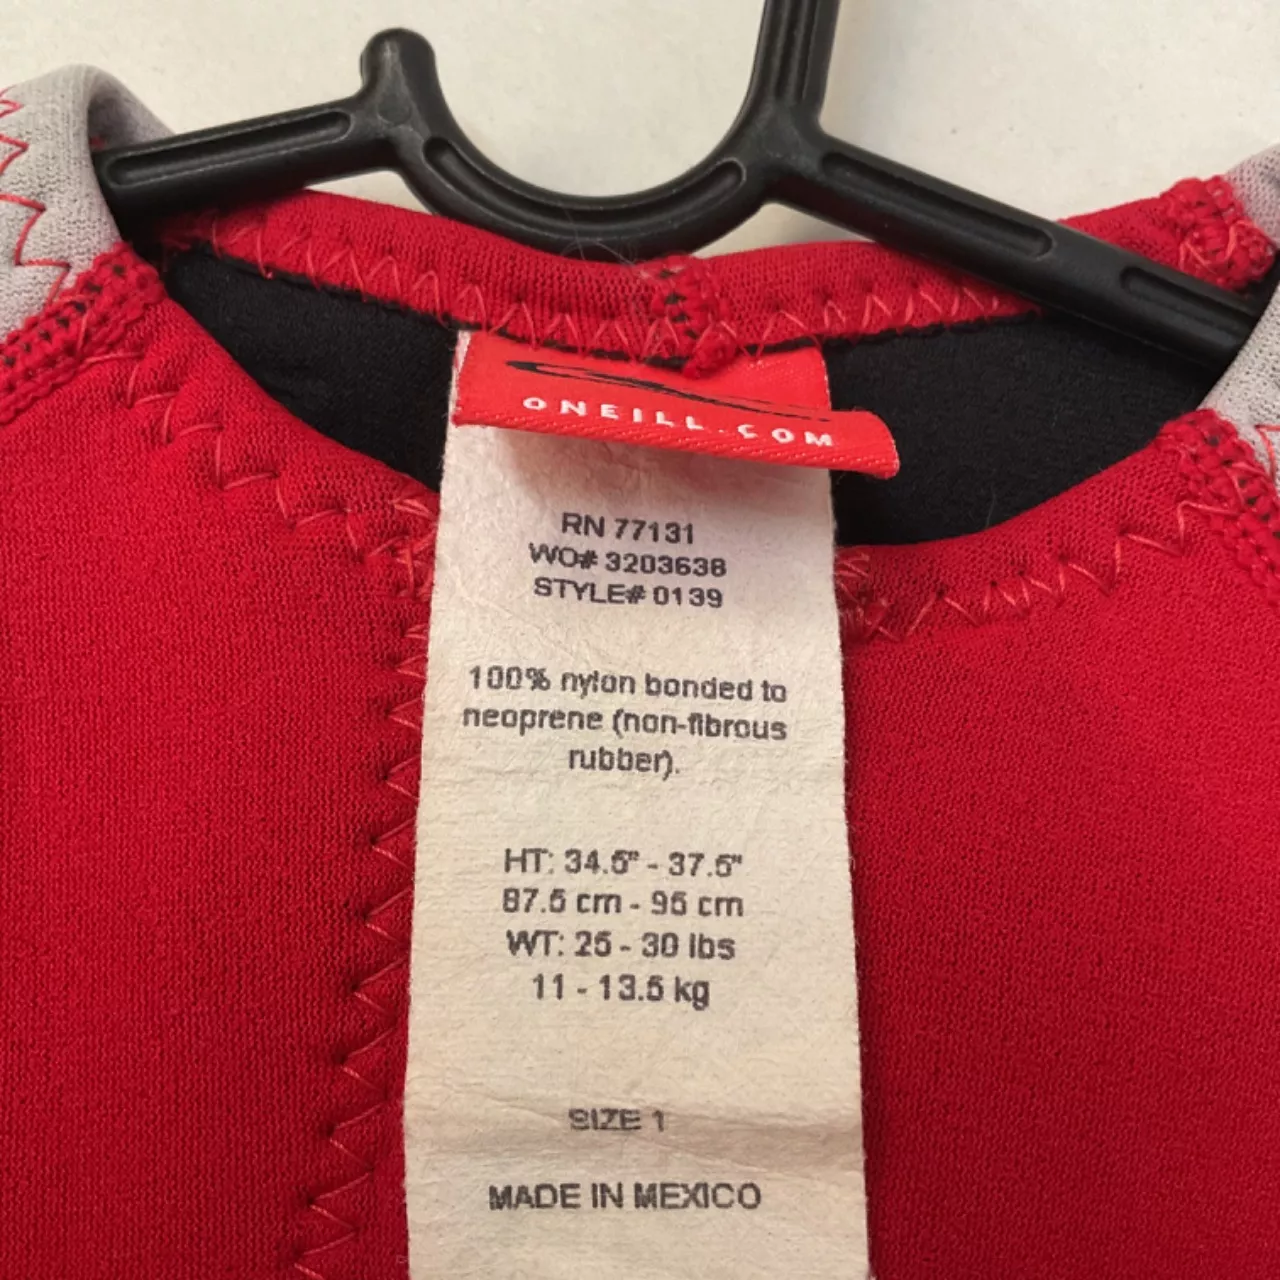 ONEILL.COM
RN 77131
WO# 3203638
STYLE# 0139
100% nylon bonded to
neoprene (non-fibrous
rubber).
HT: 34.5" - 37.5"
87.5 cm - 95 cm
WT: 25 - 30 lbs
11 - 13.5 kg
SIZE 1
MADE IN MEXICO